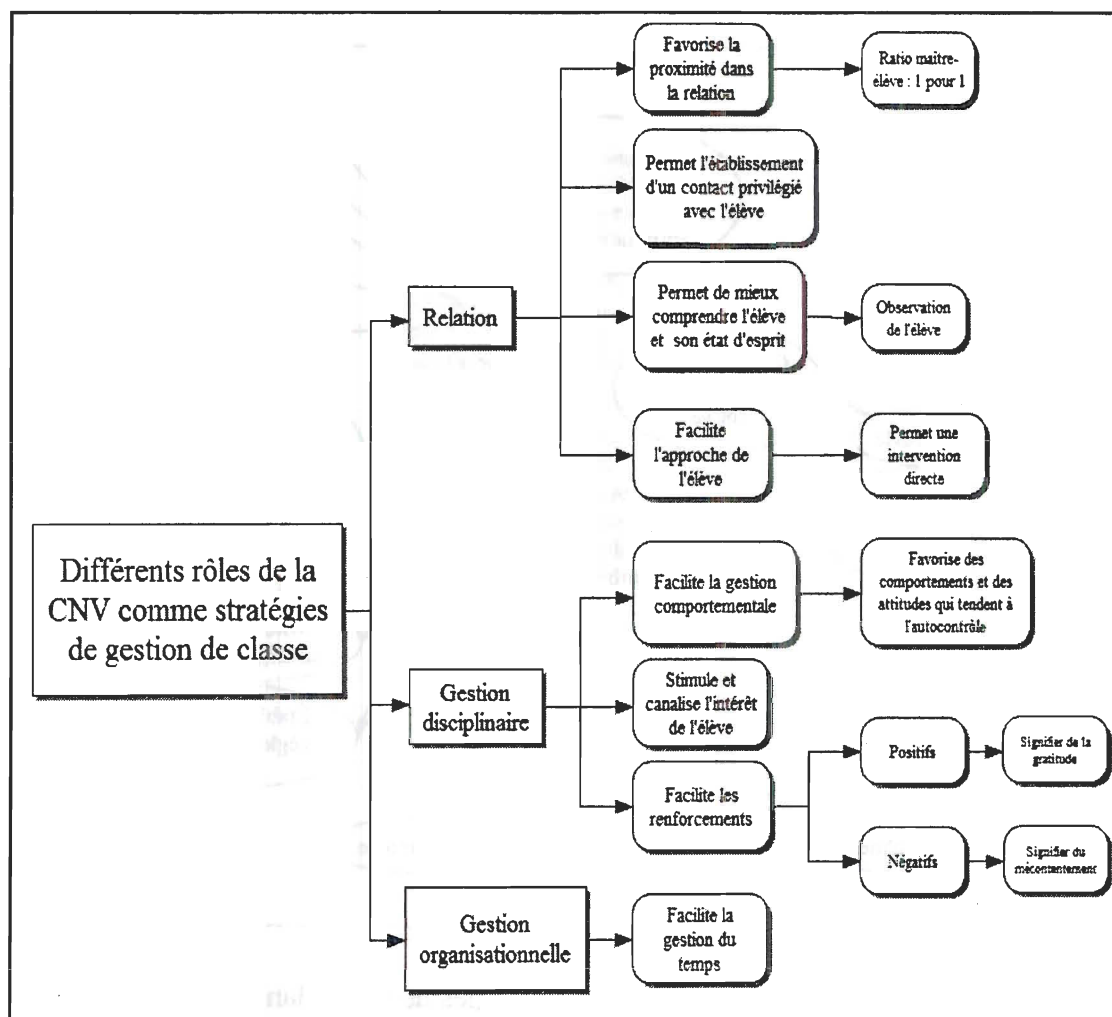 Favorise la
proximité dans
la relation
Ratio maître-
élève : 1 pour 1
Permet l'établissement
d'un contact privilégié
avec l'élève
Relation
Permet de mieux
comprendre l'élève
et son état d'esprit
Observation
de l'élève
Facilite
l'approche de
l'élève
Permet une
intervention
directe
Différents rôles de la
CNV comme stratégies
de gestion de classe
Facilite la gestion
comportementale
Favorise des
comportements et des
attitudes qui tendent à
l'autocontrôle
Gestion
disciplinaire
Stimule et
canalise l'intérêt
de l'élève
Facilite les
renforcements
Positifs
Signifier de la
gratitude
Négatifs
Signifier du
mécontentement
Gestion
organisationnelle
Facilite la
gestion du
temps